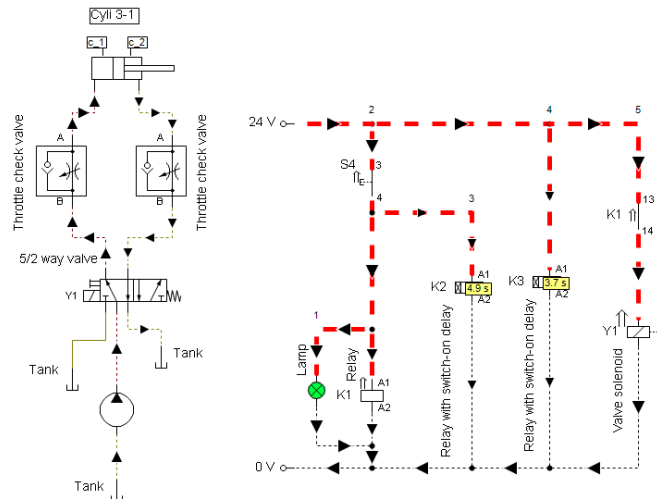 Cyli 3-1
c_1
c_2
A
A
Throttle check valve
Throttle check valve
B
B
5/2 way valve
Y1
Tank
Tank
Tank
24 V
2
4
5
S4
3
E
4
3
13
K1
14
K2
A1
4.9 s
A2
K3
A1
3.7 s
A2
1
Lamp
Relay
K1
A1
A2
Relay with switch-on delay
Relay with switch-on delay
Y1
Valve solenoid
0 V